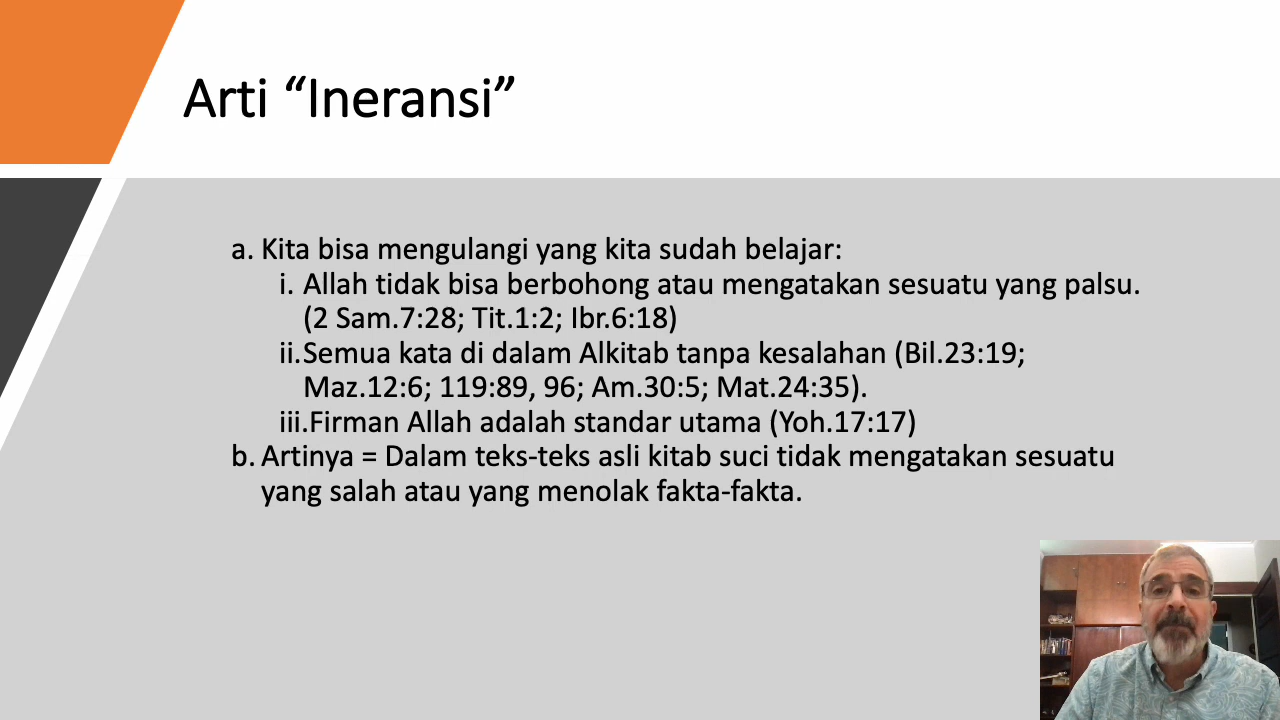 Arti “Ineransi”
a. Kita bisa mengulangi yang kita sudah belajar:
i. Allah tidak bisa berbohong atau mengatakan sesuatu yang palsu.
(2 Sam.7:28; Tit.1:2; Ibr.6:18)
ii.Semua kata di dalam Alkitab tanpa kesalahan (Bil.23:19;
Maz.12:6; 119:89, 96; Am.30:5; Mat.24:35).
iii.Firman Allah adalah standar utama (Yoh.17:17)
b. Artinya = Dalam teks-teks asli kitab suci tidak mengatakan sesuatu
yang salah atau yang menolak fakta-fakta.